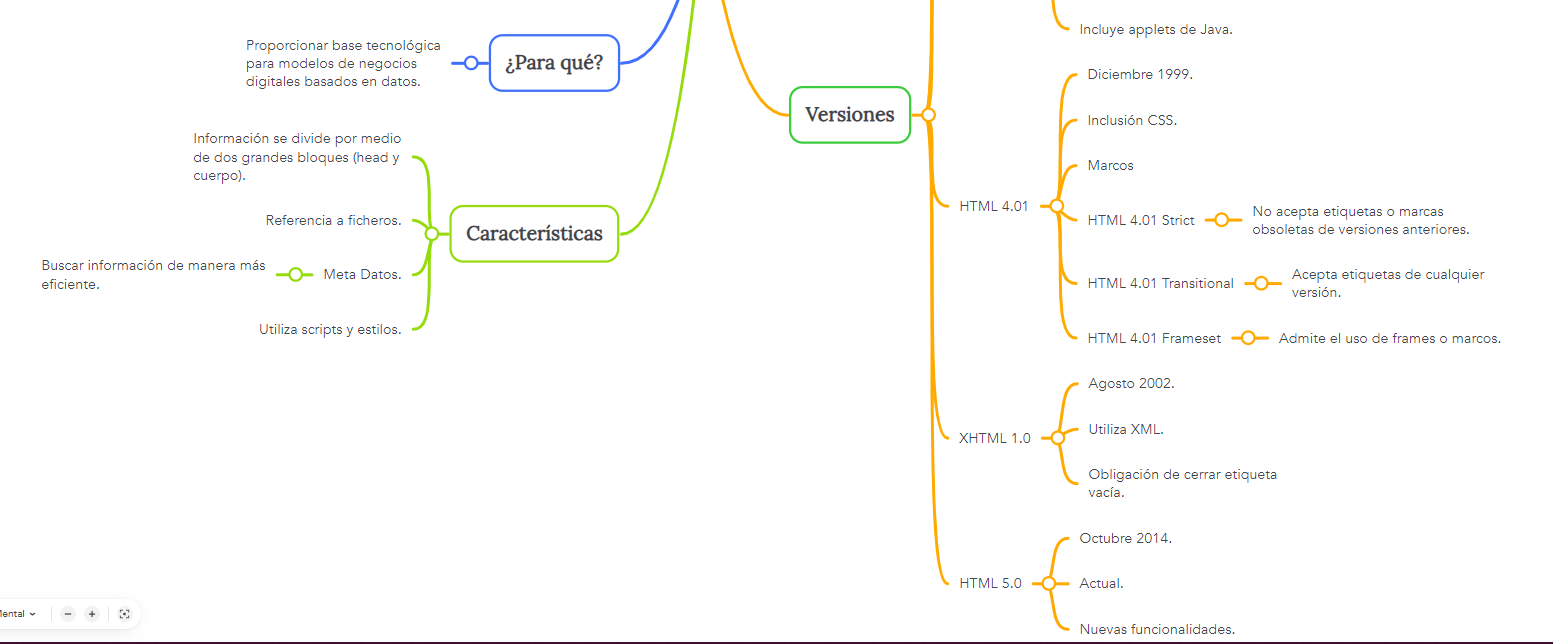 Proporcionar base tecnológica
para modelos de negocios
digitales basados en datos.
¿Para qué?
Información se divide por medio
de dos grandes bloques (head y
cuerpo).
Referencia a ficheros.
Características
Buscar información de manera más
eficiente.
Meta Datos.
Utiliza scripts y estilos.
Incluye applets de Java.
Versiones
HTML 4.01
Diciembre 1999.
Inclusión CSS.
Marcos
HTML 4.01 Strict
No acepta etiquetas o marcas
obsoletas de versiones anteriores.
HTML 4.01 Transitional
Acepta etiquetas de cualquier
versión.
HTML 4.01 Frameset
Admite el uso de frames o marcos.
XHTML 1.0
Agosto 2002.
Utiliza XML.
Obligación de cerrar etiqueta
vacía.
HTML 5.0
Octubre 2014.
Actual.
Nuevas funcionalidades.